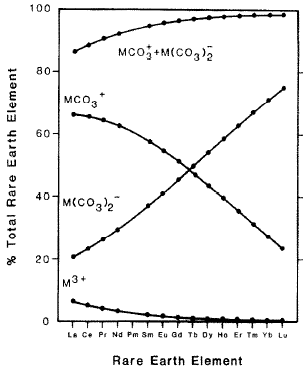 100
80
60
40
20
0
% Total Rare Earth Element
MCO₃⁺+M(CO₃)₂⁻
MCO₃⁺
M(CO₃)₂⁻
M³⁺
La Ce Pr Nd Pm Sm Eu Gd Tb Dy Ho Er Tm Yb Lu
Rare Earth Element